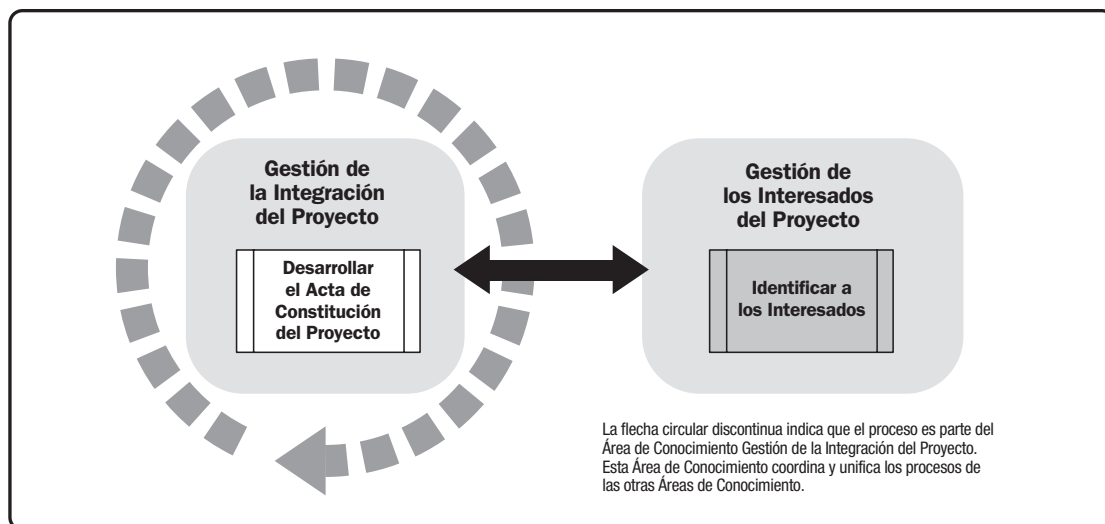 Gestión de
la Integración
del Proyecto
Desarrollar
el Acta de
Constitución
del Proyecto
Gestión de
los Interesados
del Proyecto
Identificar a
los Interesados
La flecha circular discontinua indica que el proceso es parte del
Área de Conocimiento Gestión de la Integración del Proyecto.
Esta Área de Conocimiento coordina y unifica los procesos de
las otras Áreas de Conocimiento.